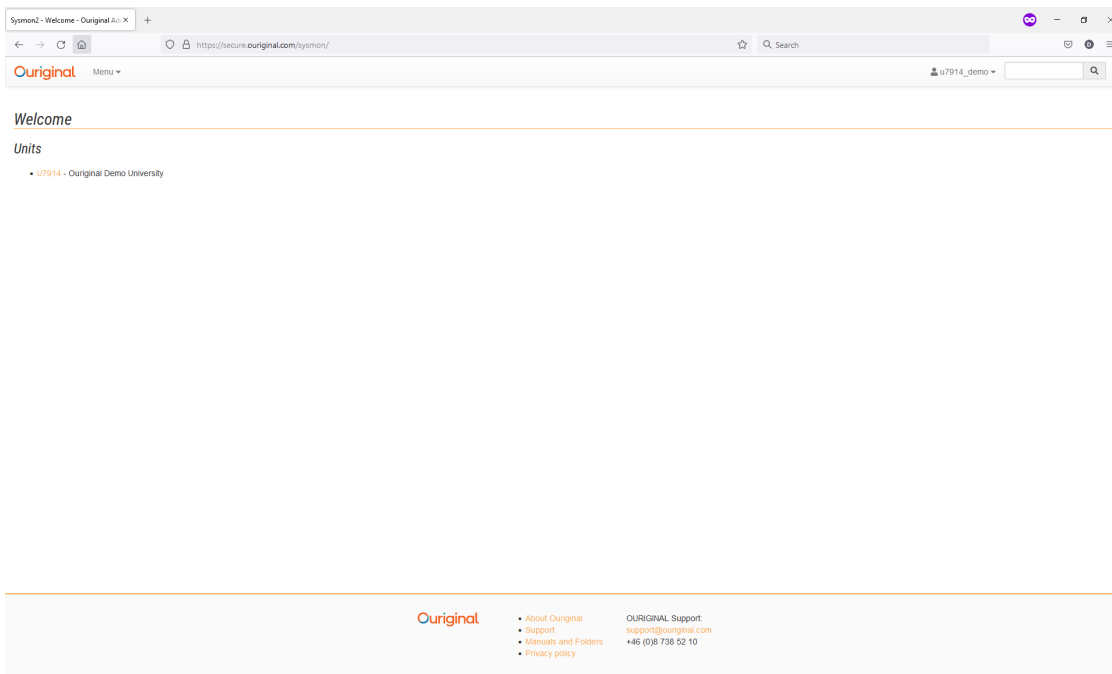 Sysmon2 - Welcome - Ouriginal Ad
https://secure.ouriginal.com/sysmon/
Search
Ouriginal Menu u7914_demo
Welcome
Units
U7914 - Ouriginal Demo University
Ouriginal
About Ouriginal
Support
Manuals and Folders
Privacy policy
OURIGINAL Support:
support@ouriginal.com
+46 (0)8 738 52 10